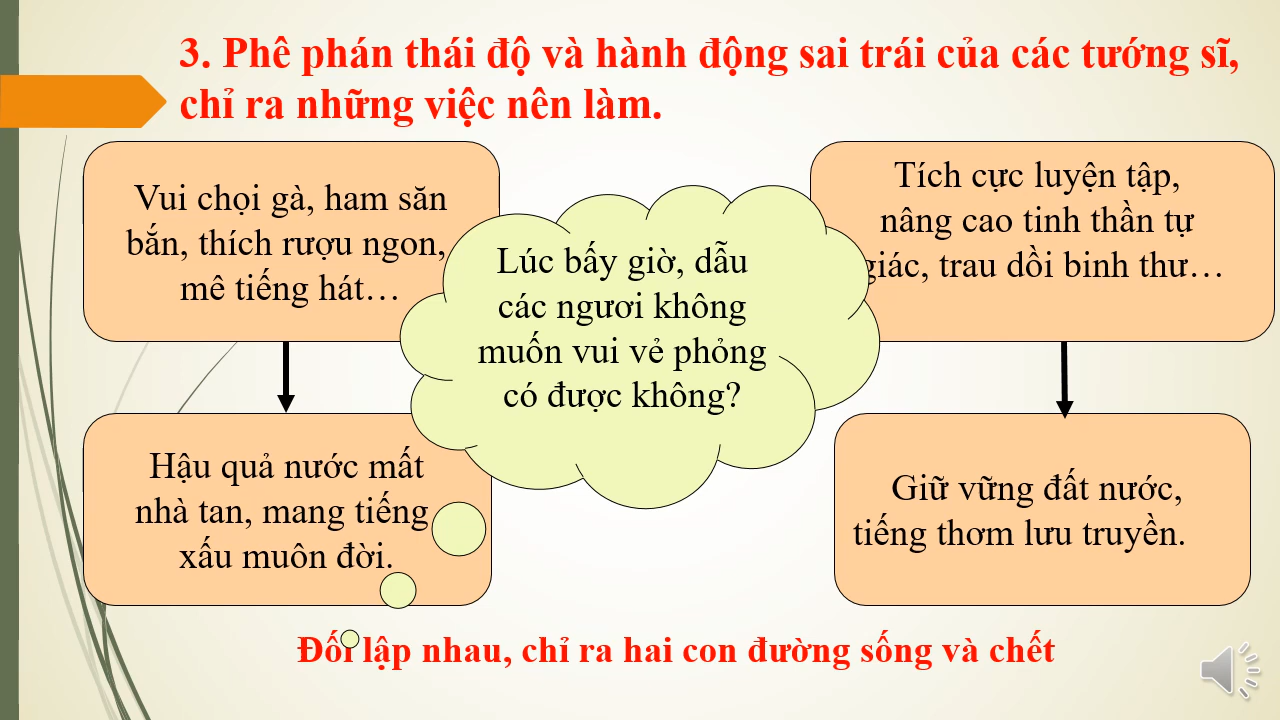 3. Phê phán thái độ và hành động sai trái của các tướng sĩ,
chỉ ra những việc nên làm.
Vui chọi gà, ham săn
bắn, thích rượu ngon,
mê tiếng hát…
Lúc bấy giờ, dẫu
các ngươi không
muốn vui vẻ phỏng
có được không?
Tích cực luyện tập,
nâng cao tinh thần tự
giác, trau dồi binh thư…
Hậu quả nước mất
nhà tan, mang tiếng
xấu muôn đời.
Giữ vững đất nước,
tiếng thơm lưu truyền.
Đối lập nhau, chỉ ra hai con đường sống và chết